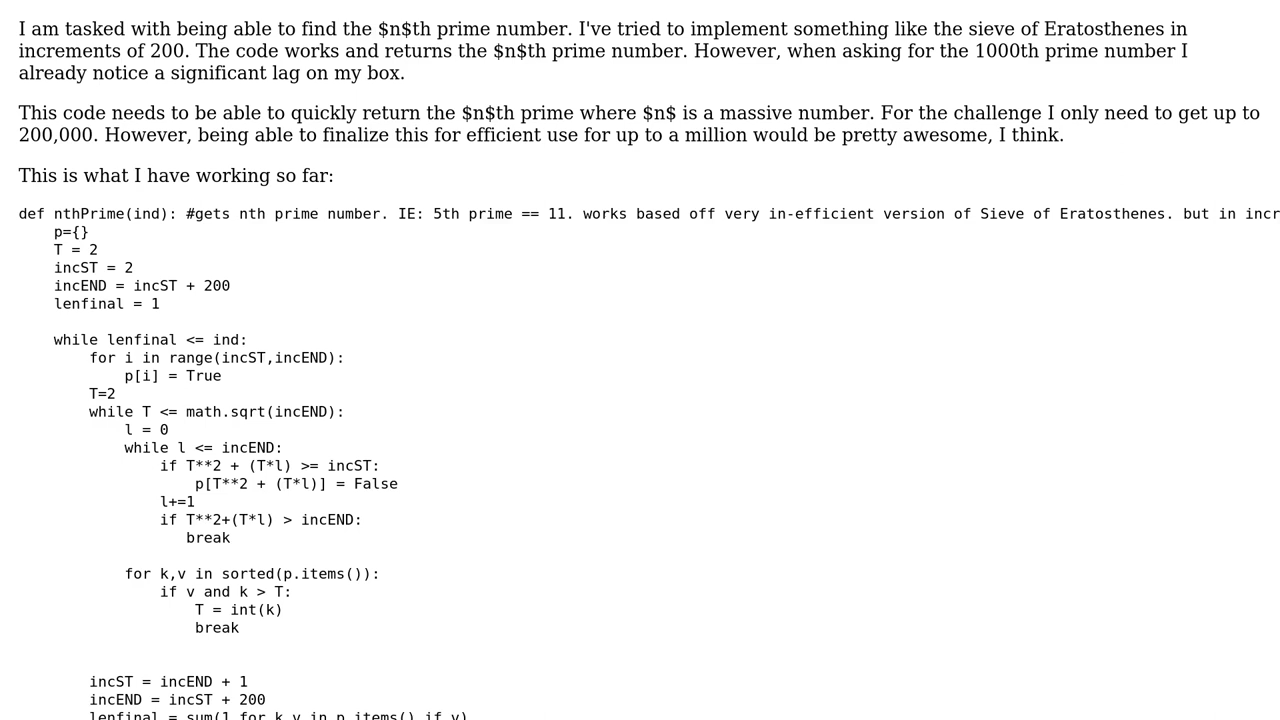 I am tasked with being able to find the $n$th prime number. I've tried to implement something like the sieve of Eratosthenes in
increments of 200. The code works and returns the $n$th prime number. However, when asking for the 1000th prime number I
already notice a significant lag on my box.
This code needs to be able to quickly return the $n$th prime where $n$ is a massive number. For the challenge I only need to get up to
200,000. However, being able to finalize this for efficient use for up to a million would be pretty awesome, I think.
This is what I have working so far:
def nthPrime(ind): #gets nth prime number. IE: 5th prime == 11. works based off very in-efficient version of Sieve of Eratosthenes. but in incr
    p={}
    T = 2
    incST = 2
    incEND = incST + 200
    lenfinal = 1
    while lenfinal <= ind:
        for i in range(incST,incEND):
            p[i] = True
        T=2
        while T <= math.sqrt(incEND):
            l = 0
            while l <= incEND:
                if T**2 + (T*l) >= incST:
                    p[T**2 + (T*l)] = False
                l+=1
                if T**2+(T*l) > incEND:
                   break
            for k,v in sorted(p.items()):
                if v and k > T:
                    T = int(k)
                    break
        incST = incEND + 1
        incEND = incST + 200
        lenfinal = sum(1 for k,v in p.items() if v)